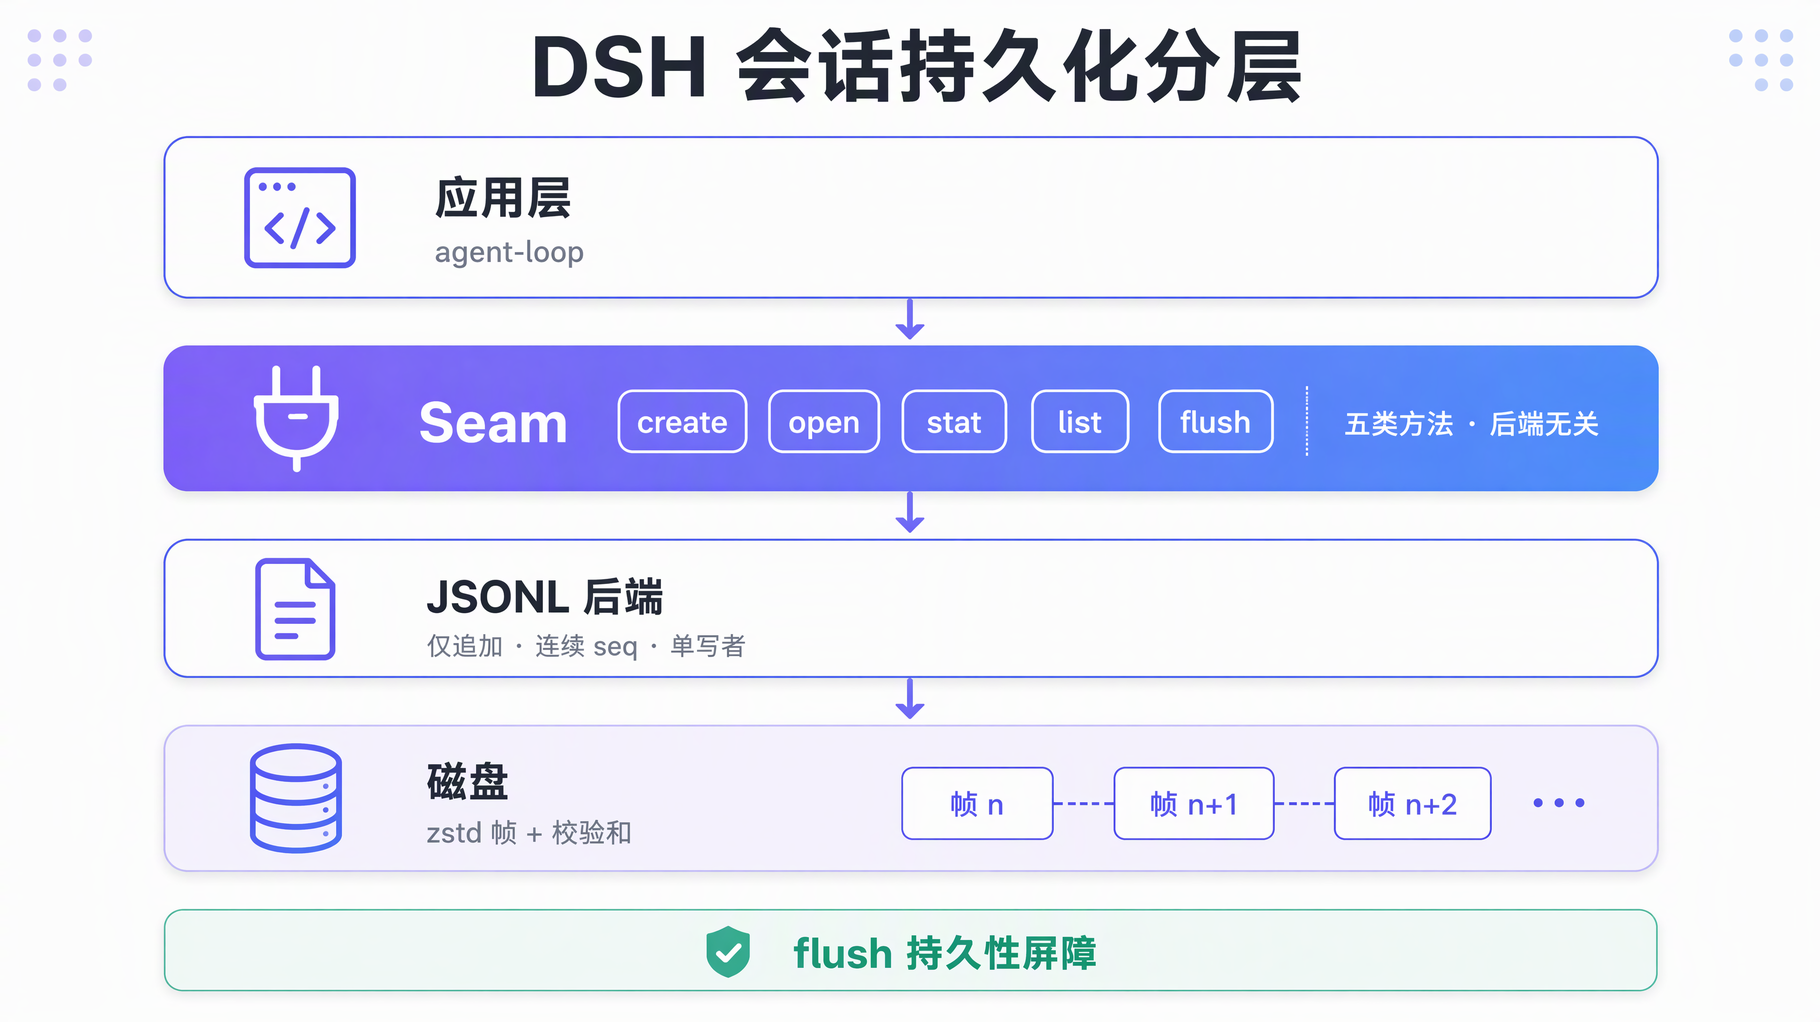 DSH 会话持久化分层
</>
应用层
agent-loop
Seam create open stat list flush 五类方法 · 后端无关
JSONL 后端
仅追加 · 连续 seq · 单写者
磁盘
zstd 帧 + 校验和
帧 n 帧 n+1 帧 n+2 •••
flush 持久性屏障